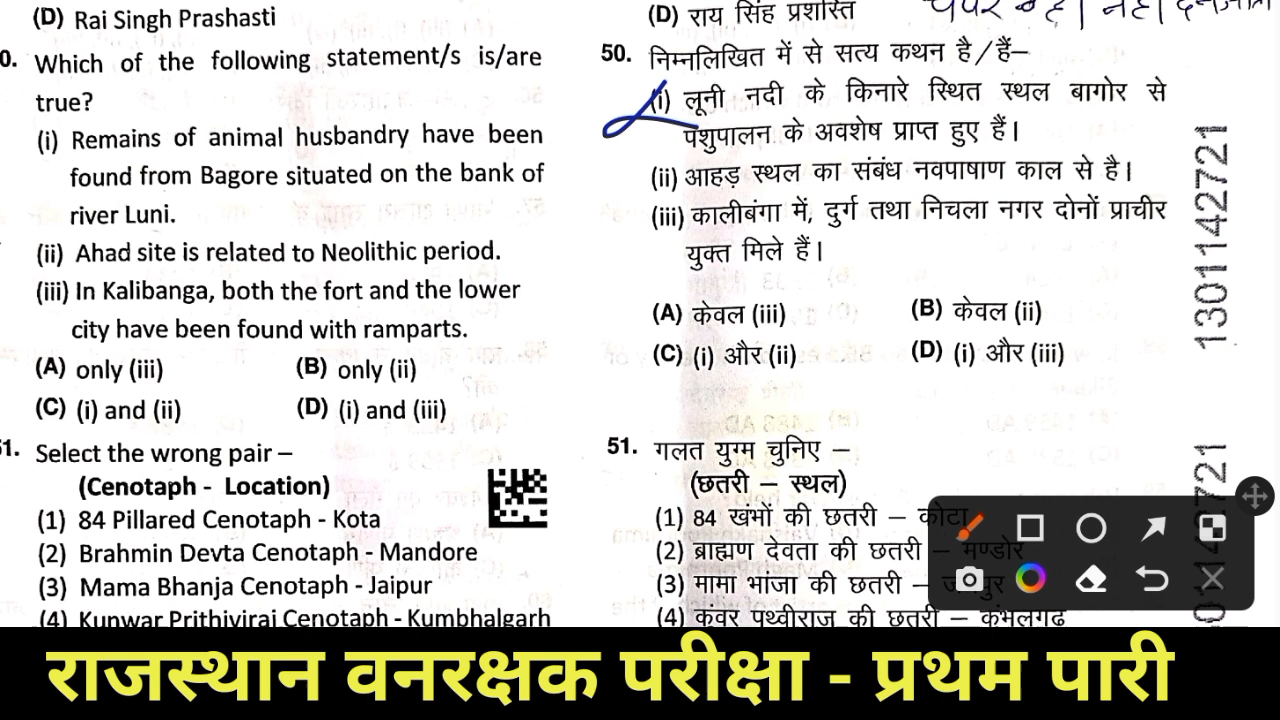 (D) Rai Singh Prashasti
0. Which of the following statement/s is/are
true?
(i) Remains of animal husbandry have been
found from Bagore situated on the bank of
river Luni.
(ii) Ahad site is related to Neolithic period.
(iii) In Kalibanga, both the fort and the lower
city have been found with ramparts.
(A) only (iii) (B) only (ii)
(C) (i) and (ii) (D) (i) and (iii)
51. Select the wrong pair –
(Cenotaph - Location)
(1) 84 Pillared Cenotaph - Kota
(2) Brahmin Devta Cenotaph - Mandore
(3) Mama Bhanja Cenotaph - Jaipur
(4) Kunwar Prithviraj Cenotaph - Kumbhalgarh
(D) राय सिंह प्रशस्ति
50. निम्नलिखित में से सत्य कथन है/हैं–
(i) लूनी नदी के किनारे स्थित स्थल बागोर से
पशुपालन के अवशेष प्राप्त हुए हैं।
(ii) आहड़ स्थल का संबंध नवपाषाण काल से है।
(iii) कालीबंगा में, दुर्ग तथा निचला नगर दोनों प्राचीर
युक्त मिले हैं।
(A) केवल (iii) (B) केवल (ii)
(C) (i) और (ii) (D) (i) और (iii)
51. गलत युग्म चुनिए –
(छतरी – स्थल)
(1) 84 खंभों की छतरी – कोटा
(2) ब्राह्मण देवता की छतरी – मण्डोर
(3) मामा भांजा की छतरी –
(4) कुंवर पृथ्वीराज की छतरी – कुंभलगढ़
1301142721
राजस्थान वनरक्षक परीक्षा - प्रथम पारी